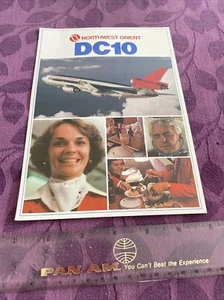 NORTHWEST ORIENT
DC10
PAN AM
You Can't Beat the Experience